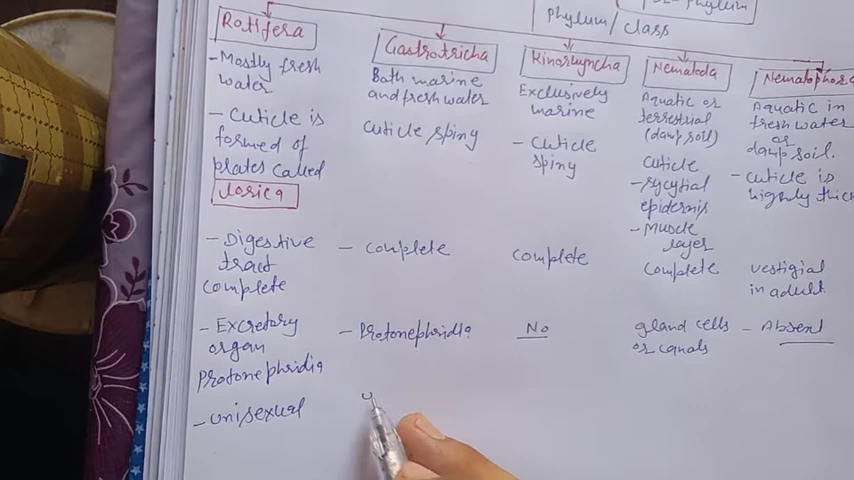 phylum/class
phylum
Rotifera
- Mostly fresh
water
- Cuticle is
formed of
plates called
lorica
- Digestive
tract
complete
- Excretory
organ
Protonephridia
- unisexual
Gastrotricha
Both marine
and fresh water
cuticle spiny
- complete
- Protonephridia
Kinorhyncha
Exclusively
marine
- Cuticle
spiny
complete
No
Nematoda
Aquatic or
terrestrial
(damp soil)
cuticle
- sycytial
epidermis
- Muscle
layer
complete
gland cells
or canals
Nematophora
Aquatic in
fresh water
or
damp soil.
- cuticle is
highly thick
vestigial
in adult
- Absent